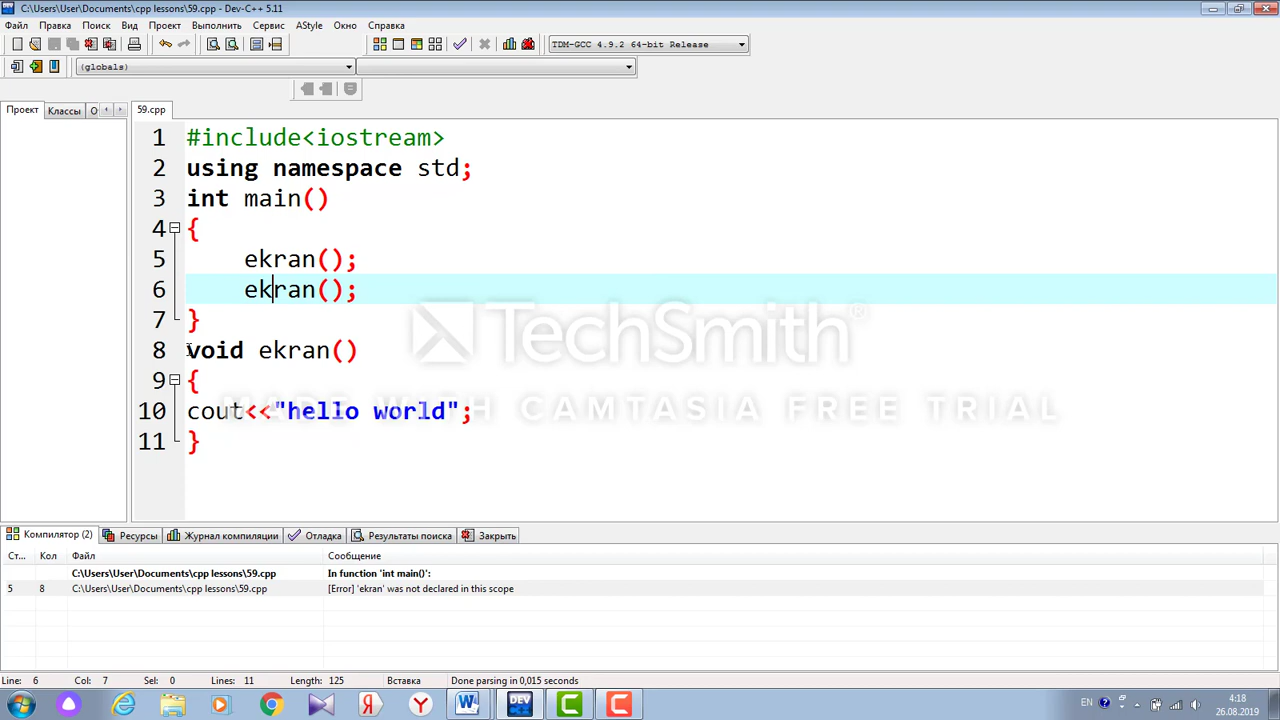 C:\Users\User\Documents\cpp lessons\59.cpp - Dev-C++ 5.11
Файл Правка Поиск Вид Проект Выполнить Сервис AStyle Окно Справка
TDM-GCC 4.9.2 64-bit Release
(globals)
Проект Классы О 59.cpp
1 #include<iostream>
2 using namespace std;
3 int main()
4 {
5 ekran();
6 ekran();
7 }
8 void ekran()
9 {
10 cout<<"hello world";
11 }
TechSmith®
MADE WITH CAMTASIA FREE TRIAL
Компилятор (2) Ресурсы Журнал компиляции Отладка Результаты поиска Закрыть
Ст... Кол Файл Сообщение
C:\Users\User\Documents\cpp lessons\59.cpp In function 'int main()':
5 8 C:\Users\User\Documents\cpp lessons\59.cpp [Error] 'ekran' was not declared in this scope
Line: 6 Col: 7 Sel: 0 Lines: 11 Length: 125 Вставка Done parsing in 0,015 seconds
EN 4:18
26.08.2019